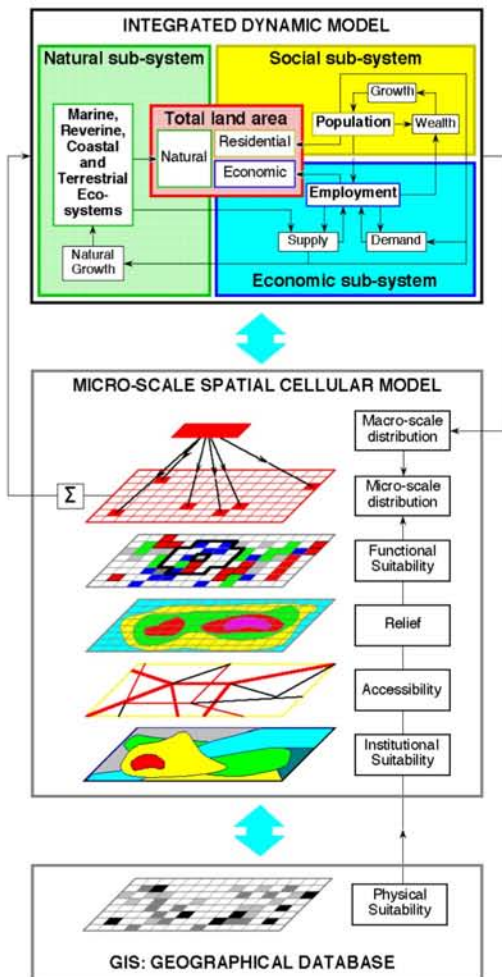 INTEGRATED DYNAMIC MODEL
Natural sub-system
Social sub-system
Marine,
Reverine,
Coastal
and
Terrestrial
Eco-
systems
Total land area
Natural
Residential
Economic
Growth
Population
Wealth
Employment
Supply
Demand
Natural
Growth
Economic sub-system
MICRO-SCALE SPATIAL CELLULAR MODEL
Macro-scale
distribution
Σ
Micro-scale
distribution
Functional
Suitability
Relief
Accessibility
Institutional
Suitability
Physical
Suitability
GIS: GEOGRAPHICAL DATABASE